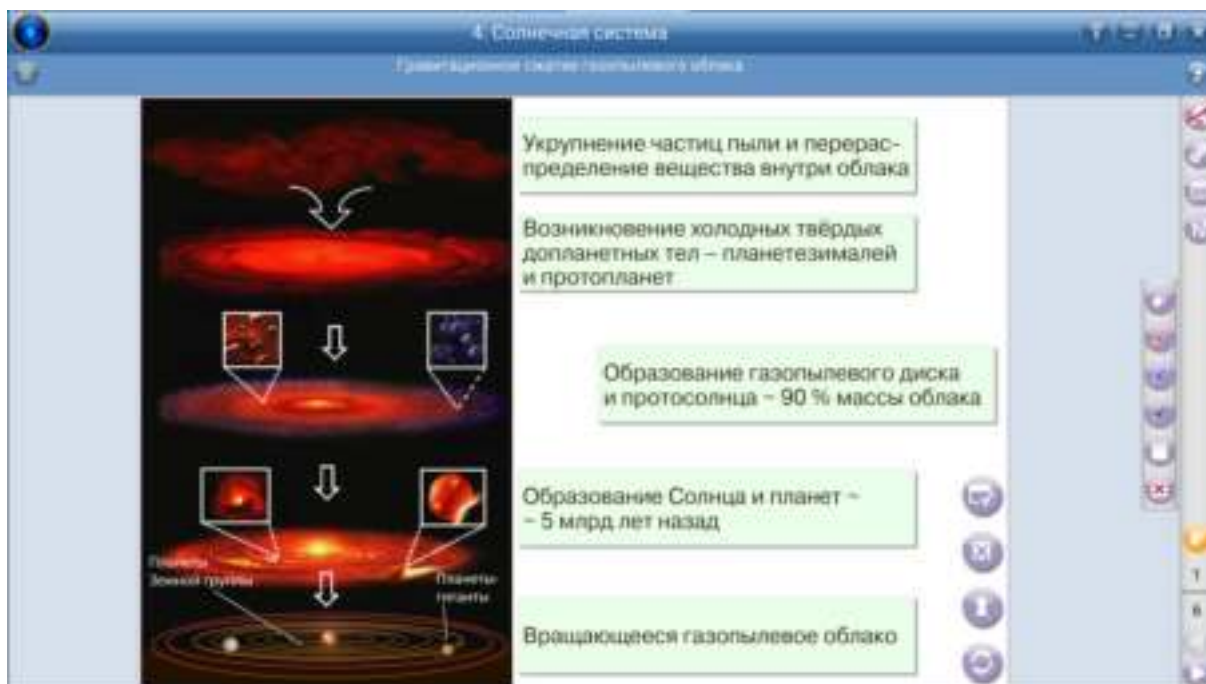 4. Солнечная система
Гравитационное сжатие газопылевого облака
Укрупнение частиц пыли и перерас-
пределение вещества внутри облака
Возникновение холодных твёрдых
допланетных тел – планетезималей
и протопланет
Образование газопылевого диска
и протосолнца ~ 90 % массы облака
Образование Солнца и планет ~
~ 5 млрд лет назад
Планеты
Земной группы
Планеты-
гиганты
Вращающееся газопылевое облако
1
6